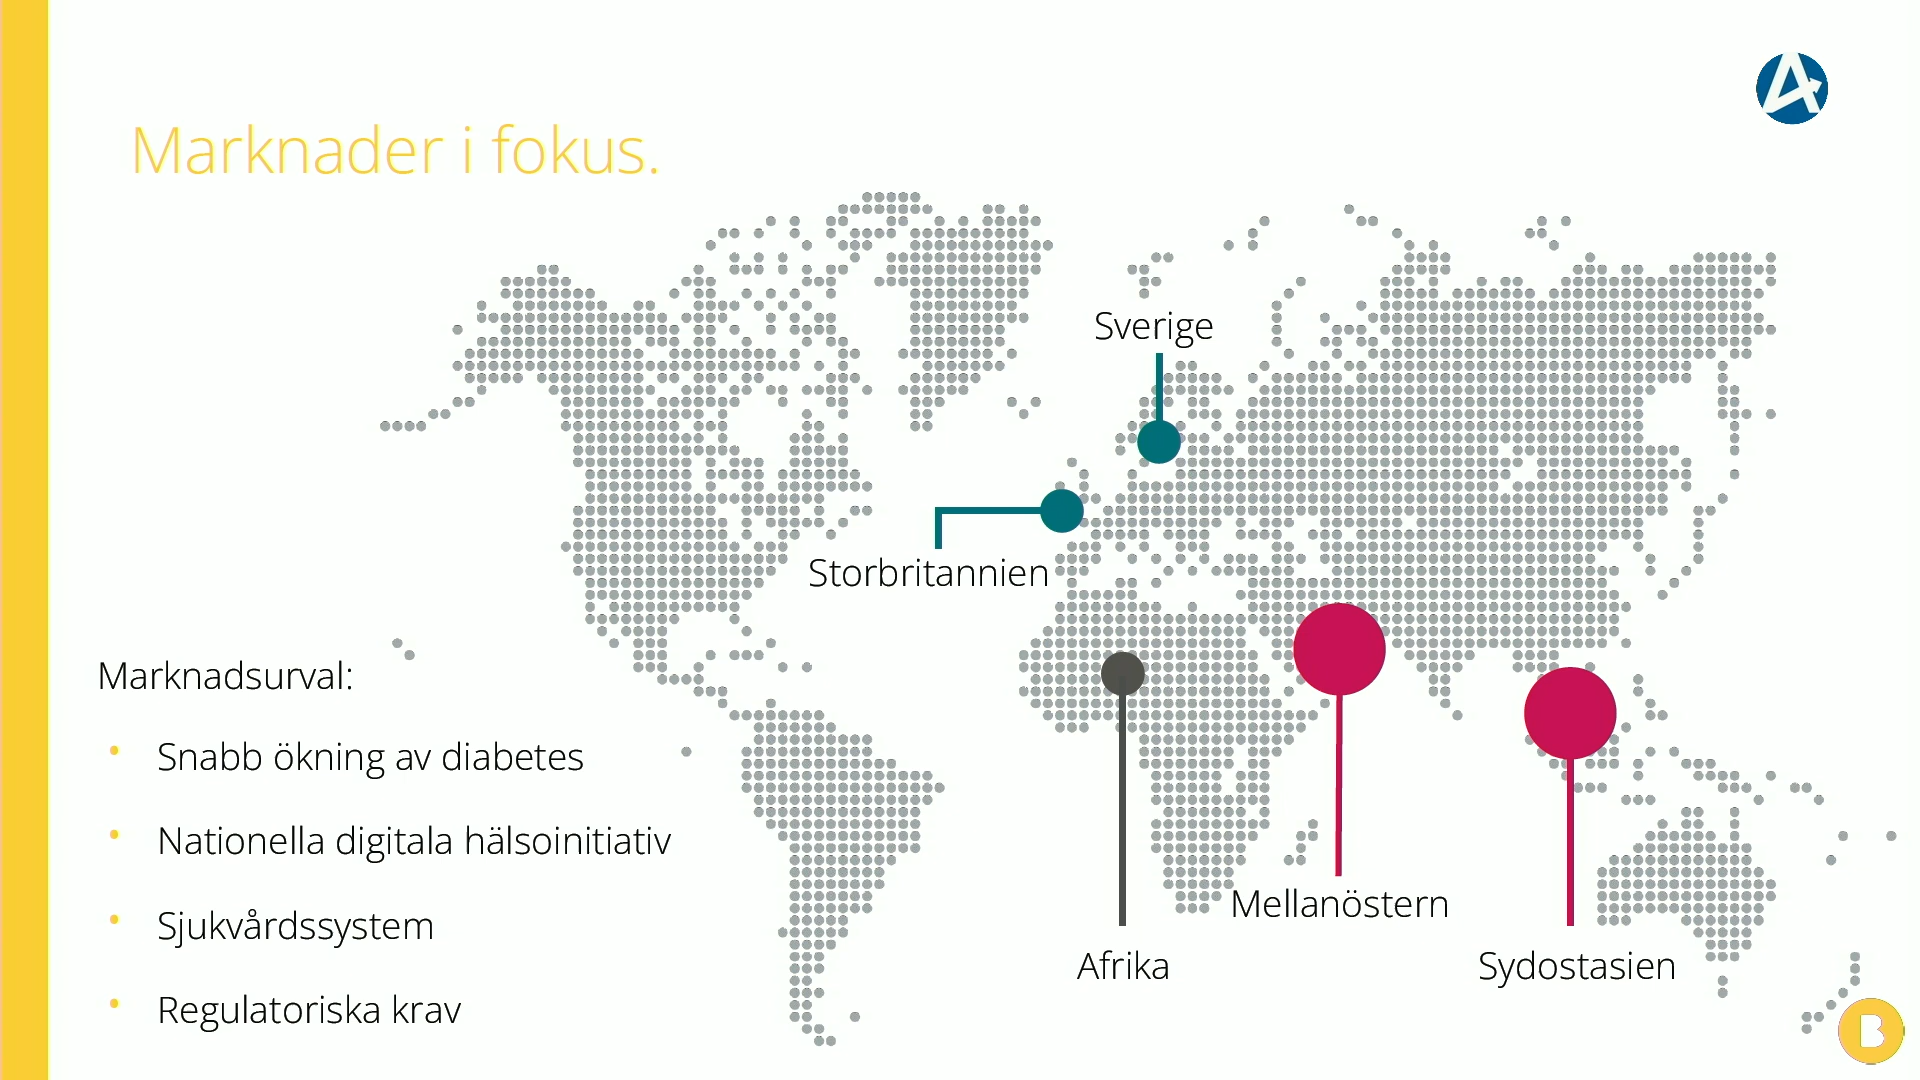 Marknader i fokus.
Sverige
Storbritannien
Marknadsurval:
Snabb ökning av diabetes
Nationella digitala hälsoinitiativ
Sjukvårdssystem
Regulatoriska krav
Mellanöstern
Afrika
Sydostasien
B